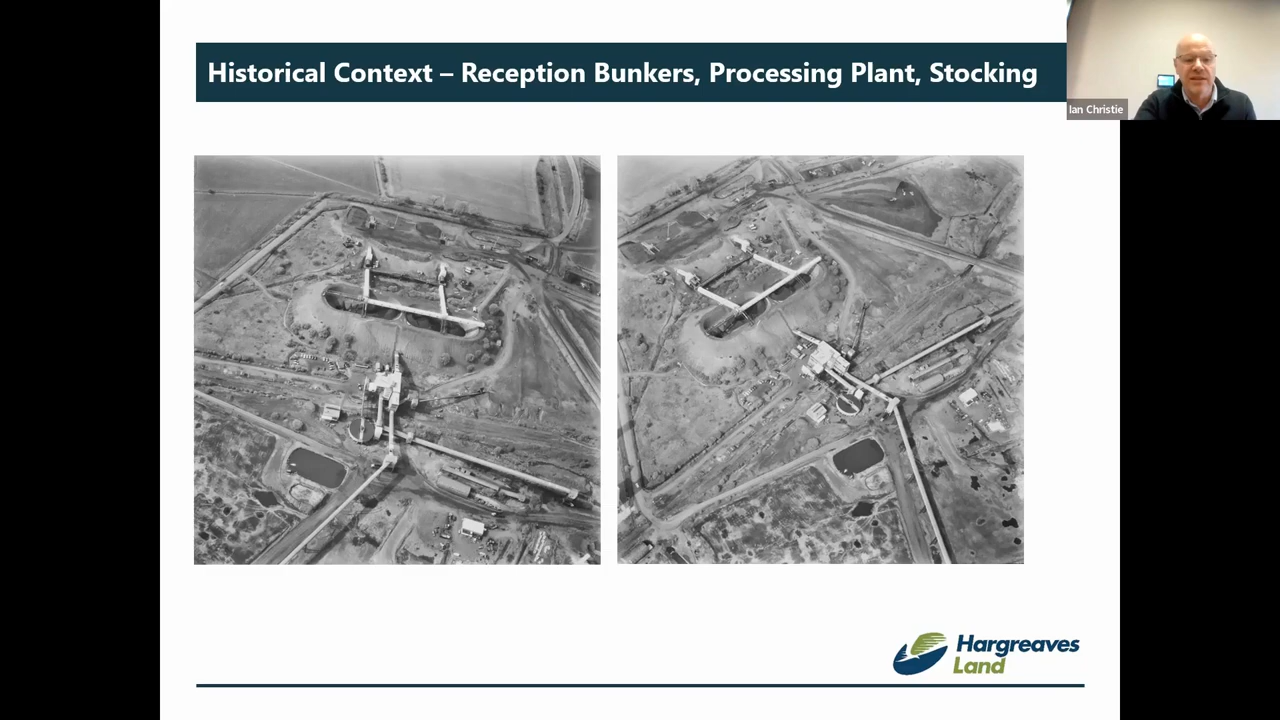 Historical Context – Reception Bunkers, Processing Plant, Stocking
Ian Christie
Hargreaves
Land